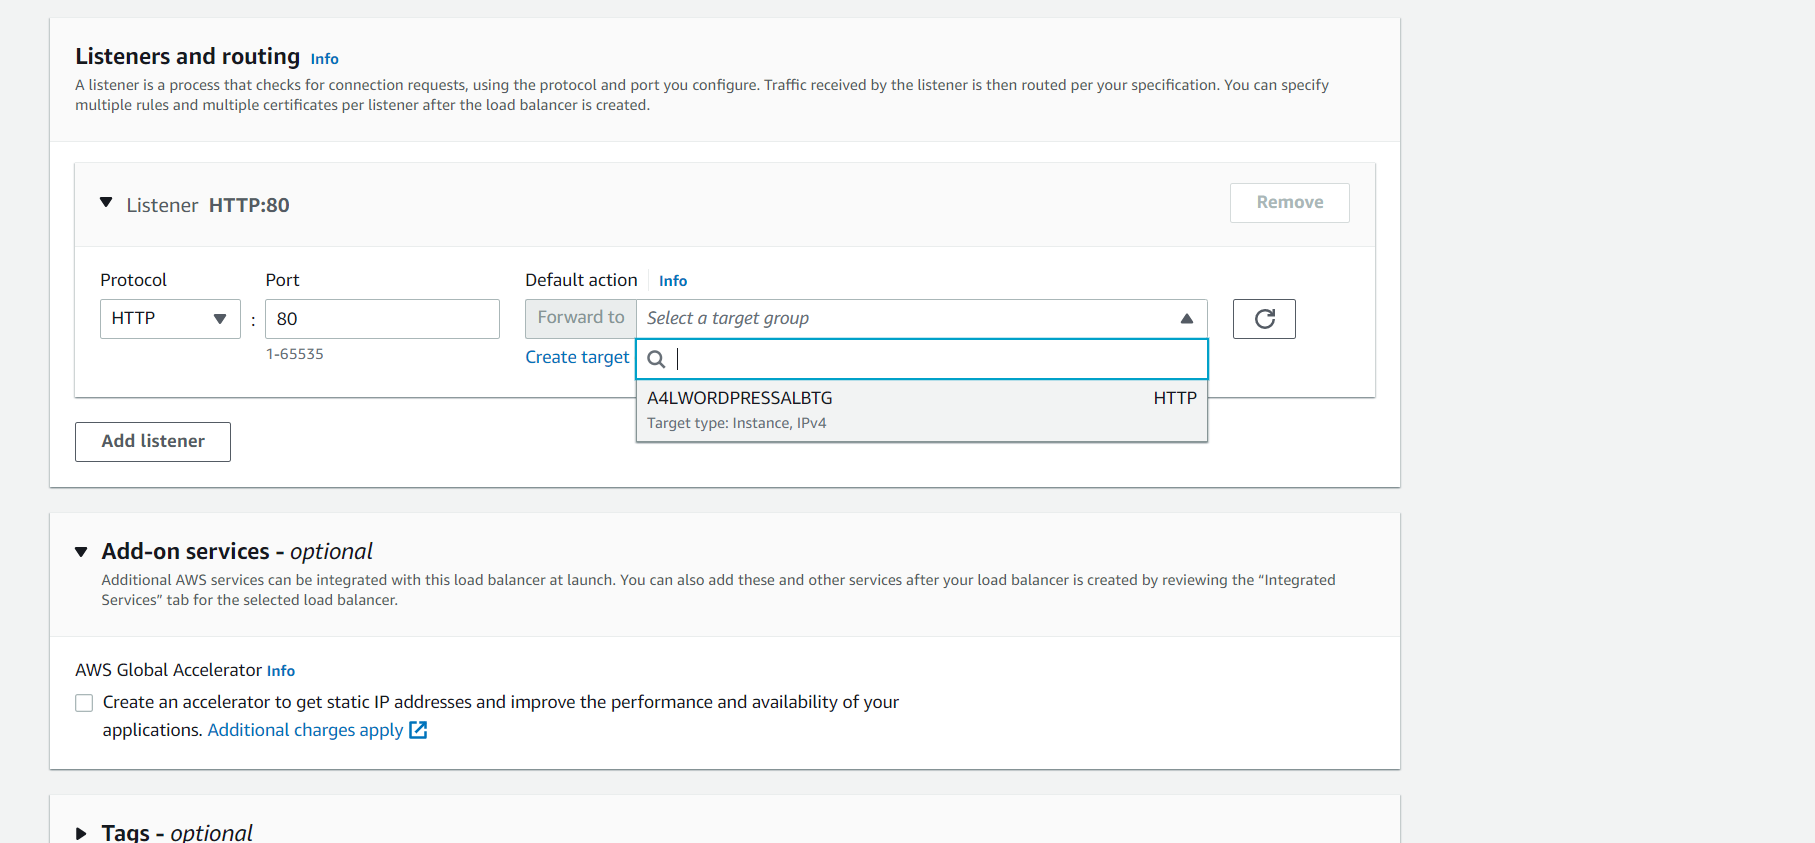 Listeners and routing Info
A listener is a process that checks for connection requests, using the protocol and port you configure. Traffic received by the listener is then routed per your specification. You can specify
multiple rules and multiple certificates per listener after the load balancer is created.
Listener HTTP:80
Remove
Protocol
Port
Default action
Info
HTTP
:
80
Forward to
Select a target group
1-65535
Create target
A4LWORDPRESSALBTG
HTTP
Target type: Instance, IPv4
Add listener
Add-on services - optional
Additional AWS services can be integrated with this load balancer at launch. You can also add these and other services after your load balancer is created by reviewing the “Integrated
Services” tab for the selected load balancer.
AWS Global Accelerator Info
Create an accelerator to get static IP addresses and improve the performance and availability of your
applications. Additional charges apply
Tags - optional